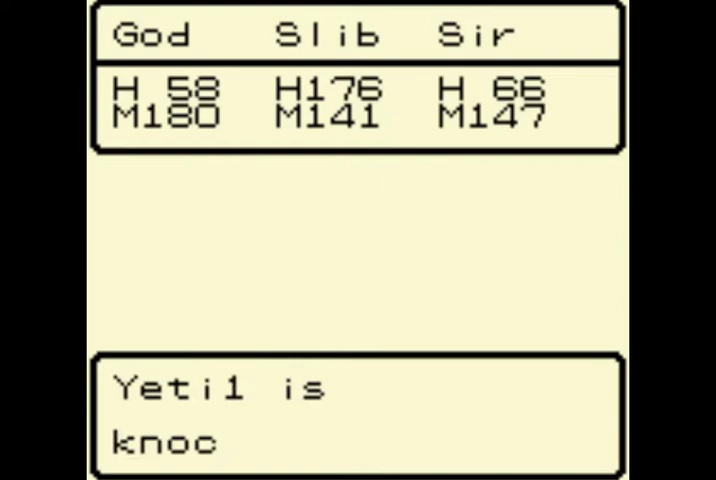 God Slib Sir
H 58 H176 H 66
M180 M141 M147
Yeti1 is
knoc